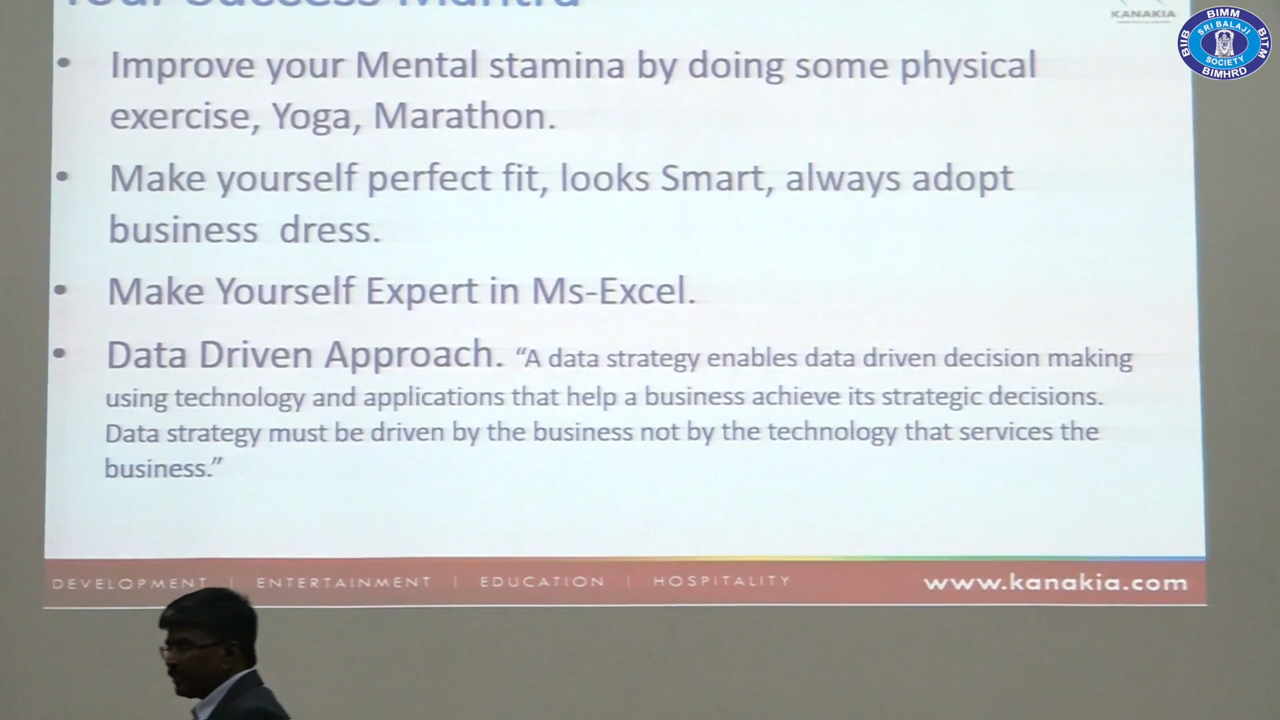 Your Success Mantra
KANAKIA
BIMM
BIIB
BITM
SRI BALAJI
SOCIETY
BIMHRD
• Improve your Mental stamina by doing some physical
exercise, Yoga, Marathon.
• Make yourself perfect fit, looks Smart, always adopt
business dress.
• Make Yourself Expert in Ms-Excel.
• Data Driven Approach. “A data strategy enables data driven decision making
using technology and applications that help a business achieve its strategic decisions.
Data strategy must be driven by the business not by the technology that services the
business.”
DEVELOPMENT | ENTERTAINMENT | EDUCATION | HOSPITALITY
www.kanakia.com